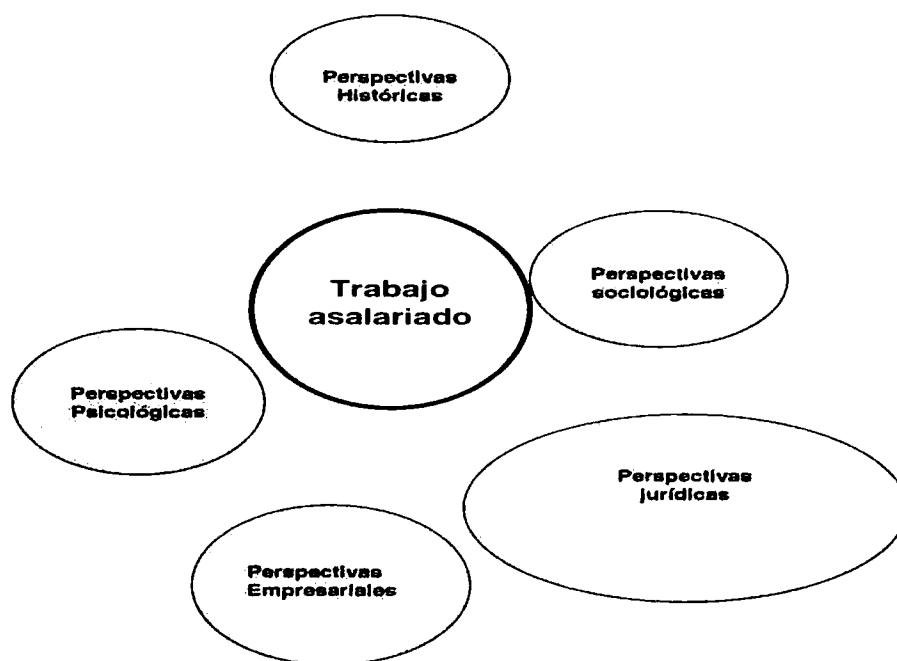 Perspectivas
Históricas
Trabajo
asalariado
Perspectivas
sociológicas
Perspectivas
Psicológicas
Perspectivas
jurídicas
Perspectivas
Empresariales